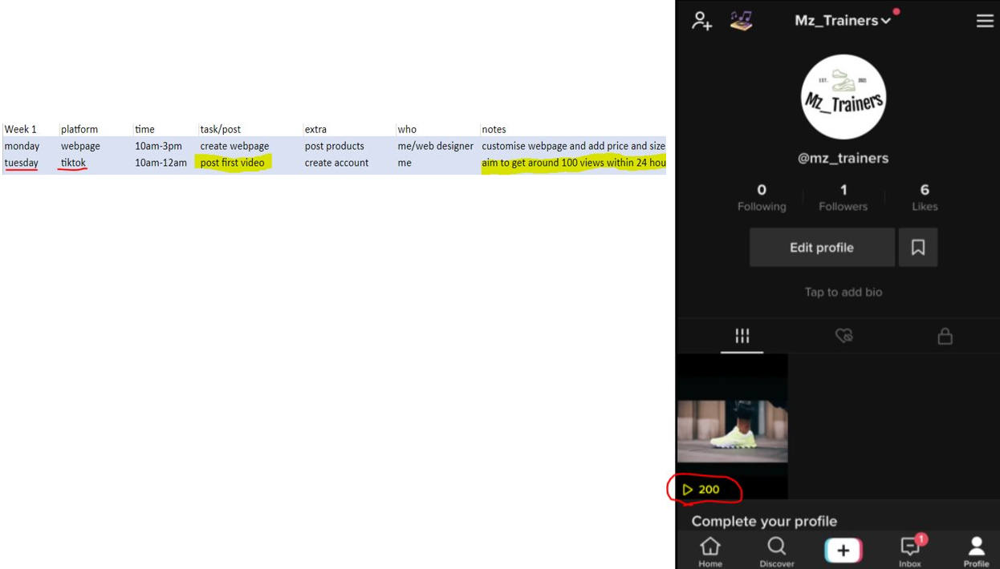 Week 1 platform time task/post extra who notes
monday webpage 10am-3pm create webpage post products me/web designer customise webpage and add price and size
tuesday tiktok 10am-12am post first video create account me aim to get around 100 views within 24 hou
Mz_Trainers
EST. 2021
Mz_Trainers
@mz_trainers
0 1 6
Following Followers Likes
Edit profile
Tap to add bio
200
Complete your profile
1
Home Discover Inbox Profile